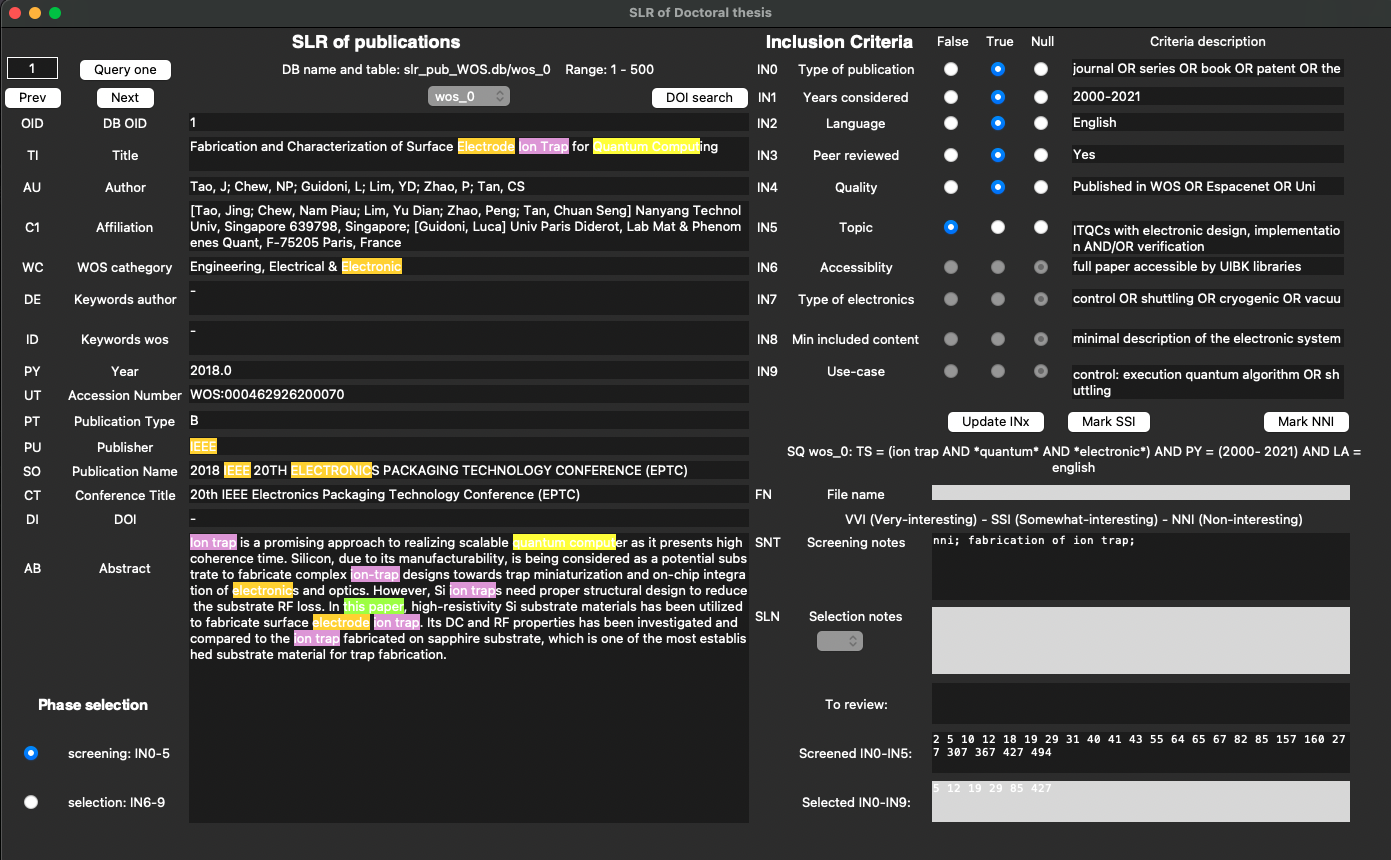 SLR of Doctoral thesis
SLR of publications
1
Query one
DB name and table: slr_pub_WOS.db/wos_0 Range: 1 - 500
Prev
Next
wos_0
DOI search
OID DB OID 1
TI Title Fabrication and Characterization of Surface Electrode Ion Trap for Quantum Computing
AU Author Tao, J; Chew, NP; Guidoni, L; Lim, YD; Zhao, P; Tan, CS
C1 Affiliation
[Tao, Jing; Chew, Nam Piau; Lim, Yu Dian; Zhao, Peng; Tan, Chuan Seng] Nanyang Technol
Univ, Singapore 639798, Singapore; [Guidoni, Luca] Univ Paris Diderot, Lab Mat & Phenom
enes Quant, F-75205 Paris, France
WC WOS cathegory Engineering, Electrical & Electronic
DE Keywords author -
ID Keywords wos -
PY Year 2018.0
UT Accession Number WOS:000462926200070
PT Publication Type B
PU Publisher IEEE
SO Publication Name 2018 IEEE 20TH ELECTRONICS PACKAGING TECHNOLOGY CONFERENCE (EPTC)
CT Conference Title 20th IEEE Electronics Packaging Technology Conference (EPTC)
DI DOI -
AB Abstract
Ion trap is a promising approach to realizing scalable quantum computer as it presents high
coherence time. Silicon, due to its manufacturability, is being considered as a potential subs
trate to fabricate complex ion-trap designs towards trap miniaturization and on-chip integra
tion of electronics and optics. However, Si ion traps need proper structural design to reduce
the substrate RF loss. In this paper, high-resistivity Si substrate materials has been utilized
to fabricate surface electrode ion trap. Its DC and RF properties has been investigated and
compared to the ion trap fabricated on sapphire substrate, which is one of the most establis
hed substrate material for trap fabrication.
Phase selection
screening: IN0-5
selection: IN6-9
Inclusion Criteria False True Null Criteria description
IN0 Type of publication journal OR series OR book OR patent OR the
IN1 Years considered 2000-2021
IN2 Language English
IN3 Peer reviewed Yes
IN4 Quality Published in WOS OR Espacenet OR Uni
IN5 Topic ITQCs with electronic design, implementatio
n AND/OR verification
IN6 Accessiblity full paper accessible by UIBK libraries
IN7 Type of electronics control OR shuttling OR cryogenic OR vacuu
IN8 Min included content minimal description of the electronic system
IN9 Use-case control: execution quantum algorithm OR sh
uttling
Update INx
Mark SSI
Mark NNI
SQ wos_0: TS = (ion trap AND *quantum* AND *electronic*) AND PY = (2000- 2021) AND LA =
english
FN File name
VVI (Very-interesting) - SSI (Somewhat-interesting) - NNI (Non-interesting)
SNT Screening notes nni; fabrication of ion trap;
SLN Selection notes
To review:
Screened IN0-IN5:
2 5 10 12 18 19 29 31 40 41 43 55 64 65 67 82 85 157 160 27
7 307 367 427 494
Selected IN0-IN9: 5 12 19 29 85 427